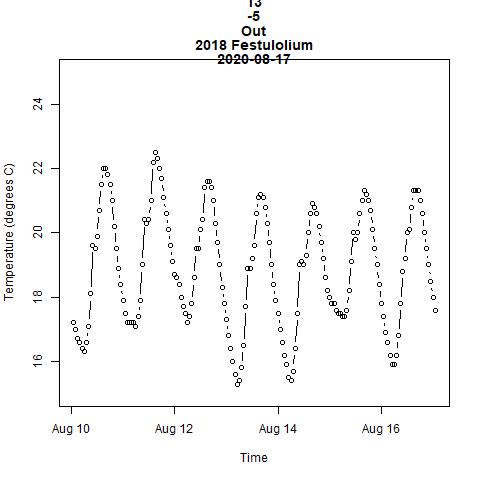 13
-5
Out
2018 Festulolium
2020-08-17
24
22
20
18
16
Temperature (degrees C)
Aug 10
Aug 12
Aug 14
Aug 16
Time